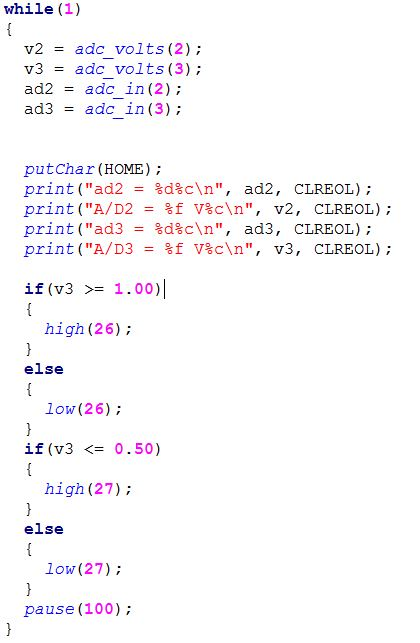 while(1)
{
v2 = adc_volts(2);
v3 = adc_volts(3);
ad2 = adc_in(2);
ad3 = adc_in(3);
putChar(HOME);
print("ad2 = %d%c\n", ad2, CLREOL);
print("A/D2 = %f V%c\n", v2, CLREOL);
print("ad3 = %d%c\n", ad3, CLREOL);
print("A/D3 = %f V%c\n", v3, CLREOL);
if(v3 >= 1.00)
{
high(26);
}
else
{
low(26);
}
if(v3 <= 0.50)
{
high(27);
}
else
{
low(27);
}
pause(100);
}